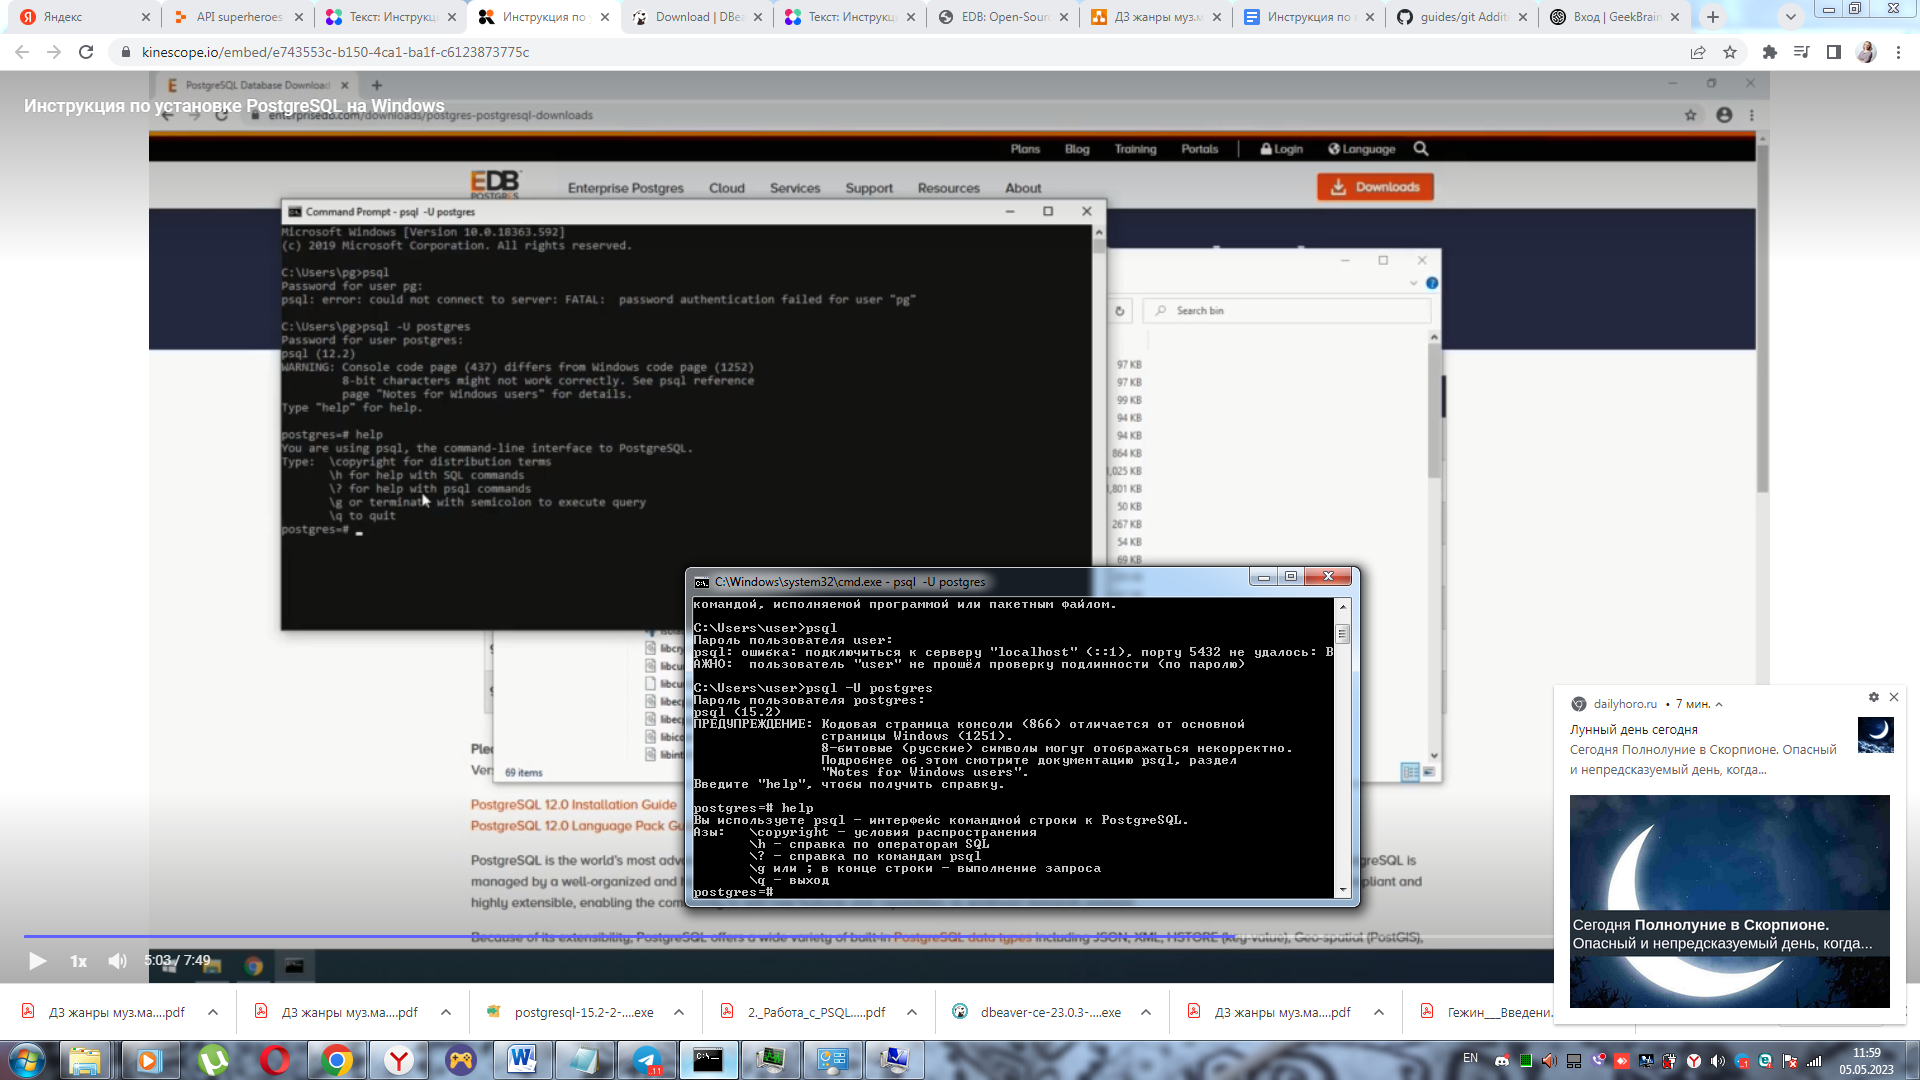 Яндекс
API superheroes
Текст: Инструкци
Инструкция по у
Download | DBea
Текст: Инструкци
EDB: Open-Sourc
ДЗ жанры муз.м
Инструкция по
guides/git Additi
Вход | GeekBrain
kinescope.io/embed/e743553c-b150-4ca1-ba1f-c6123873775c
PostgreSQL Database Download
Инструкция по установке PostgreSQL на Windows
enterprisedb.com/downloads/postgres-postgresql-downloads
Plans Blog Training Portals Login Language
EDB
POSTGRES
Enterprise Postgres Cloud Services Support Resources About
Downloads
Command Prompt - psql -U postgres
Microsoft Windows [Version 10.0.18363.592]
(c) 2019 Microsoft Corporation. All rights reserved.
C:\Users\pg>psql
Password for user pg:
psql: error: could not connect to server: FATAL:  password authentication failed for user "pg"
C:\Users\pg>psql -U postgres
Password for user postgres:
psql (12.2)
WARNING: Console code page (437) differs from Windows code page (1252)
8-bit characters might not work correctly. See psql reference
page "Notes for Windows users" for details.
Type "help" for help.
postgres=# help
You are using psql, the command-line interface to PostgreSQL.
Type:  \copyright for distribution terms
\h for help with SQL commands
\? for help with psql commands
\g or terminate with semicolon to execute query
\q to quit
postgres=#
Search bin
97 KB
97 KB
99 KB
94 KB
94 KB
864 KB
1,025 KB
1,801 KB
50 KB
267 KB
54 KB
69 KB
libcry
libcu
libcu
libec
libec
libico
libint
69 items
C:\Windows\system32\cmd.exe - psql -U postgres
командой, исполняемой программой или пакетным файлом.
C:\Users\user>psql
Пароль пользователя user:
psql: ошибка: подключиться к серверу "localhost" (::1), порту 5432 не удалось: В
АЖНО:  пользователь "user" не прошёл проверку подлинности (по паролю)
C:\Users\user>psql -U postgres
Пароль пользователя postgres:
psql (15.2)
ПРЕДУПРЕЖДЕНИЕ: Кодовая страница консоли (866) отличается от основной
страницы Windows (1251).
8-битовые (русские) символы могут отображаться некорректно.
Подробнее об этом смотрите документацию psql, раздел
"Notes for Windows users".
Введите "help", чтобы получить справку.
postgres=# help
Вы используете psql - интерфейс командной строки к PostgreSQL.
Азы:   \copyright - условия распространения
\h - справка по операторам SQL
\? - справка по командам psql
\g или ; в конце строки - выполнение запроса
\q - выход
postgres=#
Plea
Vers
PostgreSQL 12.0 Installation Guide
PostgreSQL 12.0 Language Pack Gu
PostgreSQL is the world's most adv
greSQL is
managed by a well-organized and h
pliant and
highly extensible, enabling the com
Because of its extensibility, PostgreSQL offers a wide variety of built-in PostgreSQL data types including JSON, XML, HSTORE (key-value), Geo-spatial (PostGIS),
1x 5:03 / 7:49
dailyhoro.ru • 7 мин.
Лунный день сегодня
Сегодня Полнолуние в Скорпионе. Опасный
и непредсказуемый день, когда...
Сегодня Полнолуние в Скорпионе.
Опасный и непредсказуемый день, когда...
ДЗ жанры муз.ма....pdf
ДЗ жанры муз.ма....pdf
postgresql-15.2-2-....exe
2._Работа_с_PSQL.....pdf
dbeaver-ce-23.0.3-....exe
ДЗ жанры муз.ма....pdf
Гежин___Введени.
..11
EN
11:59
05.05.2023